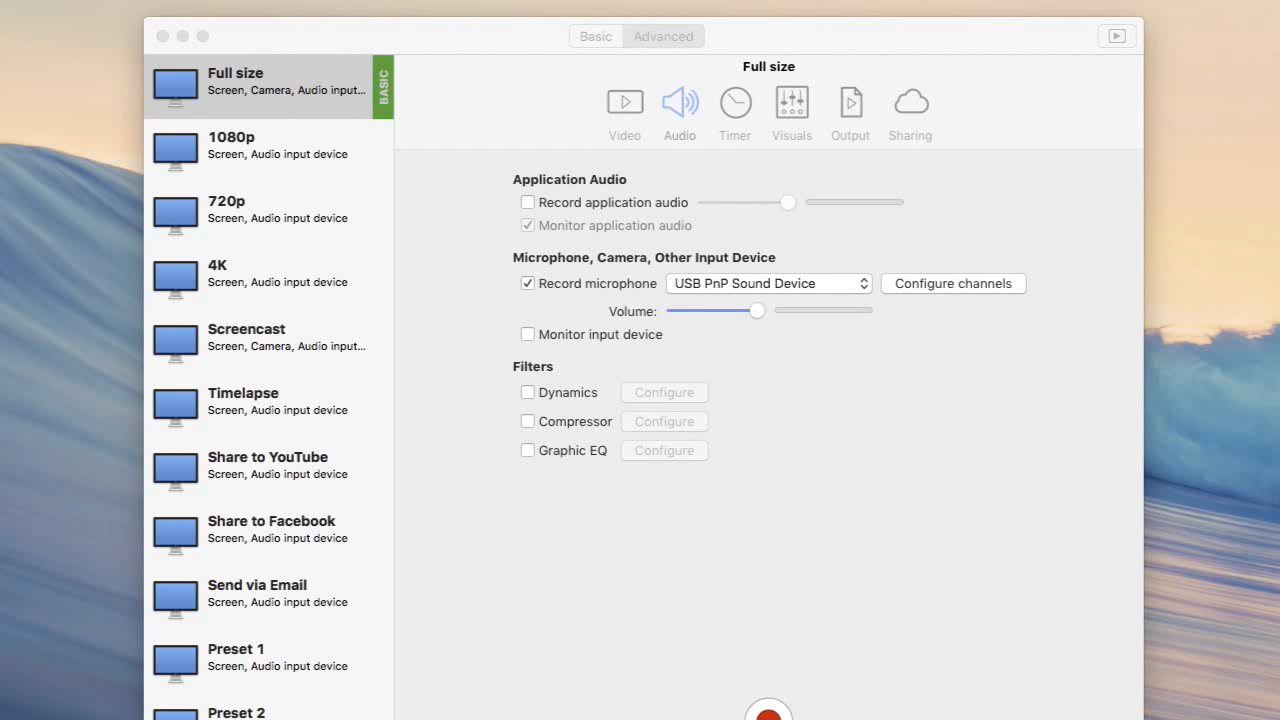 Basic Advanced
Full size
Screen, Camera, Audio input...
BASIC
1080p
Screen, Audio input device
720p
Screen, Audio input device
4K
Screen, Audio input device
Screencast
Screen, Camera, Audio input...
Timelapse
Screen, Audio input device
Share to YouTube
Screen, Audio input device
Share to Facebook
Screen, Audio input device
Send via Email
Screen, Audio input device
Preset 1
Screen, Audio input device
Preset 2
Full size
Video Audio Timer Visuals Output Sharing
Application Audio
Record application audio
Monitor application audio
Microphone, Camera, Other Input Device
Record microphone USB PnP Sound Device Configure channels
Volume:
Monitor input device
Filters
Dynamics Configure
Compressor Configure
Graphic EQ Configure